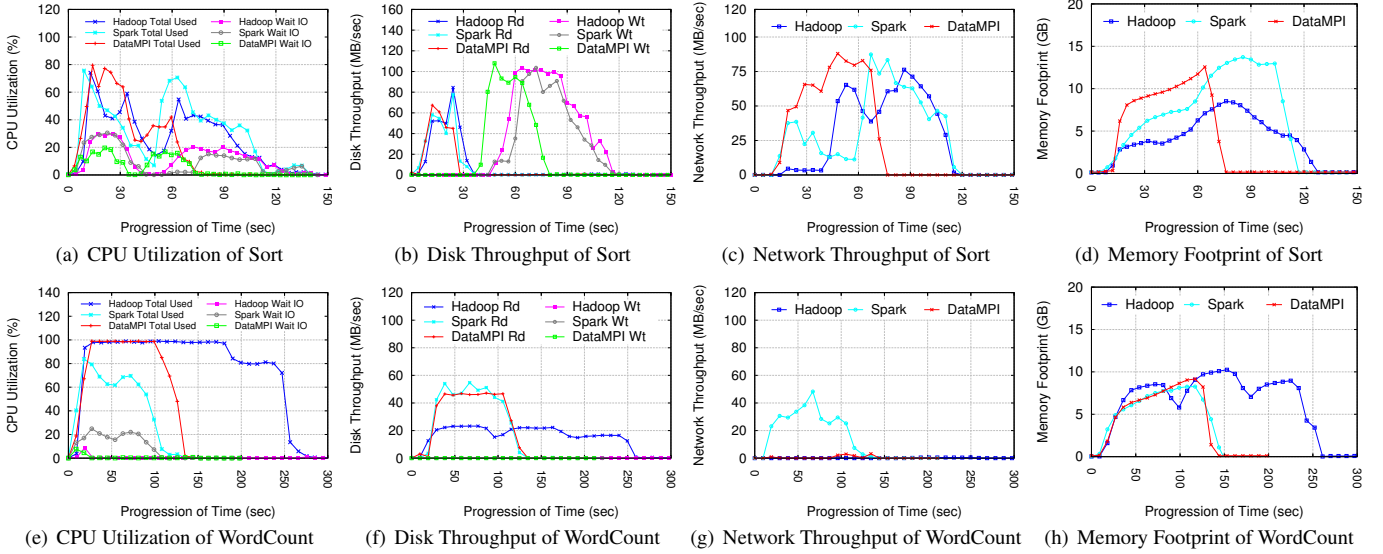 CPU Utilization (%)
140
120
100
80
60
40
20
0
Hadoop Total Used
Spark Total Used
DataMPI Total Used
Hadoop Wait IO
Spark Wait IO
DataMPI Wait IO
0
30
60
90
120
150
Progression of Time (sec)
(a) CPU Utilization of Sort
Disk Throughput (MB/sec)
160
140
120
100
80
60
40
20
0
Hadoop Rd
Spark Rd
DataMPI Rd
Hadoop Wt
Spark Wt
DataMPI Wt
0
30
60
90
120
150
Progression of Time (sec)
(b) Disk Throughput of Sort
Network Throughput (MB/sec)
120
100
75
50
25
0
Hadoop
Spark
DataMPI
0
30
60
90
120
150
Progression of Time (sec)
(c) Network Throughput of Sort
Memory Footprint (GB)
20
15
10
5
0
Hadoop
Spark
DataMPI
0
30
60
90
120
150
Progression of Time (sec)
(d) Memory Footprint of Sort
CPU Utilization (%)
140
120
100
80
60
40
20
0
Hadoop Total Used
Spark Total Used
DataMPI Total Used
Hadoop Wait IO
Spark Wait IO
DataMPI Wait IO
0
50
100
150
200
250
300
Progression of Time (sec)
(e) CPU Utilization of WordCount
Disk Throughput (MB/sec)
120
100
80
60
40
20
0
Hadoop Rd
Spark Rd
DataMPI Rd
Hadoop Wt
Spark Wt
DataMPI Wt
0
50
100
150
200
250
300
Progression of Time (sec)
(f) Disk Throughput of WordCount
Network Throughput (MB/sec)
120
100
80
60
40
20
0
Hadoop
Spark
DataMPI
0
50
100
150
200
250
300
Progression of Time (sec)
(g) Network Throughput of WordCount
Memory Footprint (GB)
20
15
10
5
0
Hadoop
Spark
DataMPI
0
50
100
150
200
250
300
Progression of Time (sec)
(h) Memory Footprint of WordCount